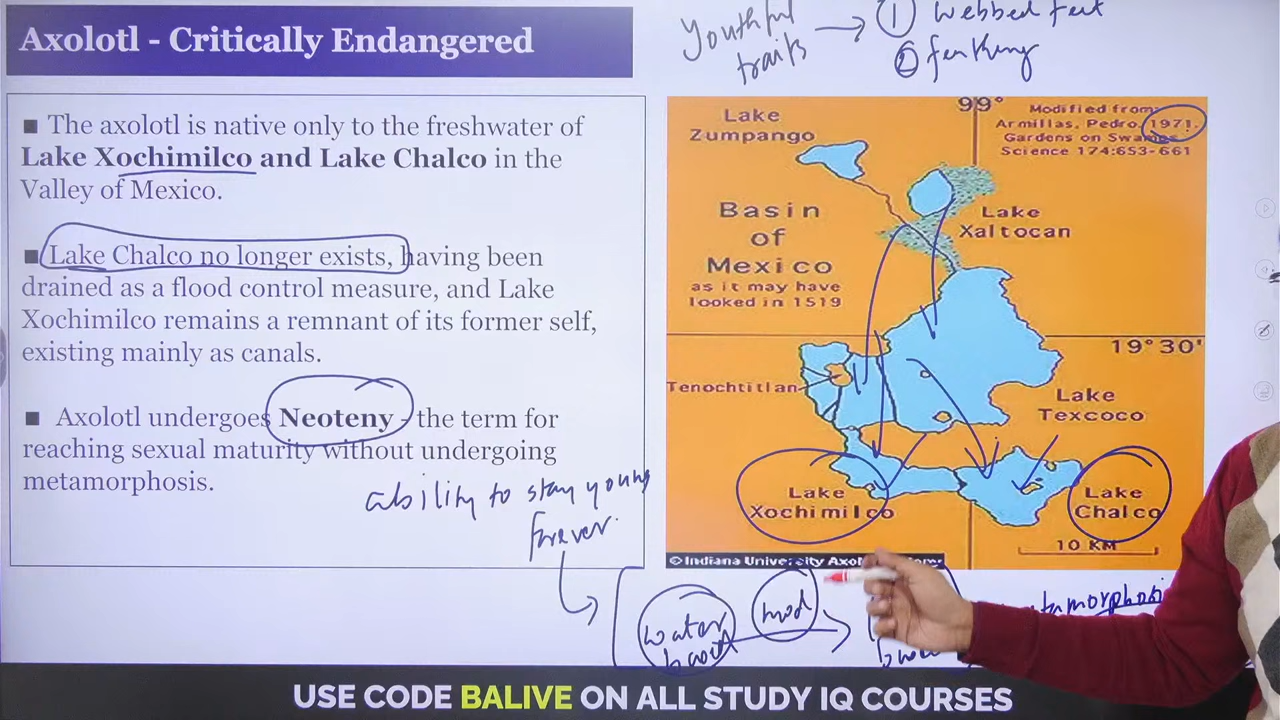 Axolotl - Critically Endangered
Youthful traits → ① Webbed feet
② fenking
■ The axolotl is native only to the freshwater of
Lake Xochimilco and Lake Chalco in the
Valley of Mexico.
■ Lake Chalco no longer exists, having been
drained as a flood control measure, and Lake
Xochimilco remains a remnant of its former self,
existing mainly as canals.
■ Axolotl undergoes Neoteny - the term for
reaching sexual maturity without undergoing
metamorphosis.
ability to stay young
forever.
99°
Modified from:
Armillas, Pedro, 1971.
Gardens on Swamps
Science 174:653-661
Lake
Zumpango
Lake
Xaltocan
Basin
of
Mexico
as it may have
looked in 1519
19° 30'
Tenochtitlan
Lake
Texcoco
Lake
Xochimilco
Lake
Chalco
10 KM
© Indiana University
water mod
USE CODE BALIVE ON ALL STUDY IQ COURSES